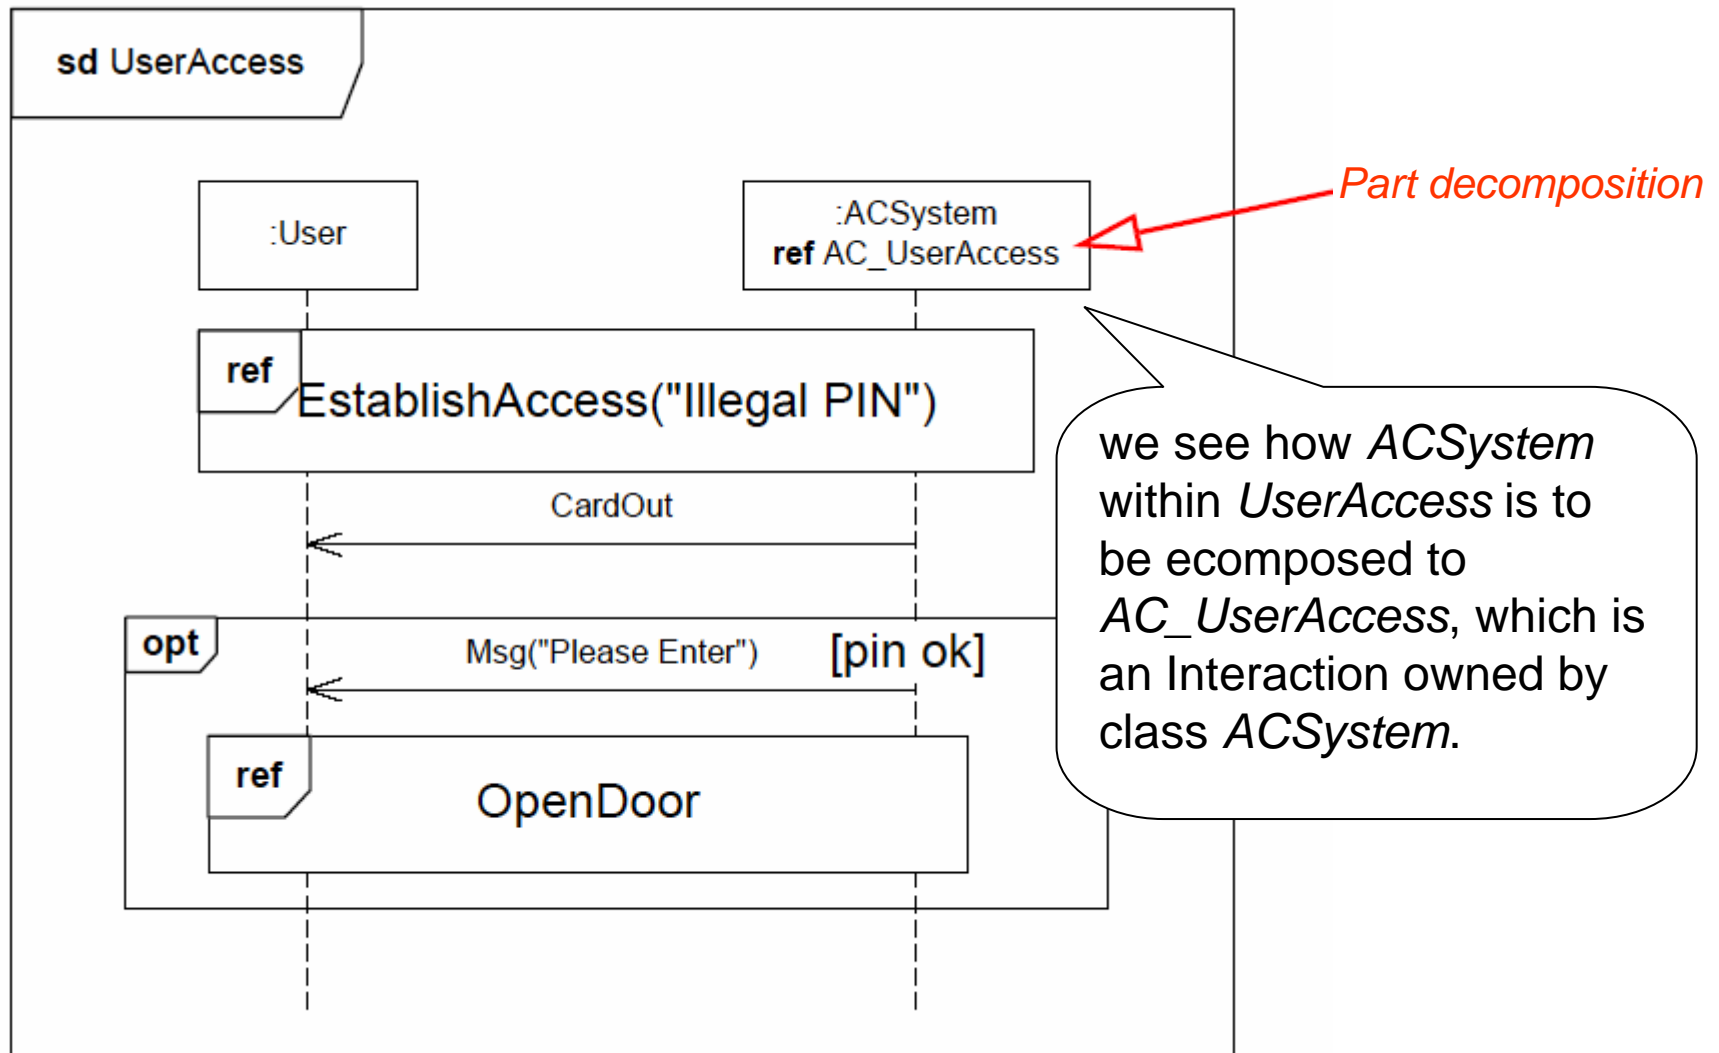 sd UserAccess
Part decomposition
:User
:ACSystem
ref AC_UserAccess
ref
EstablishAccess("Illegal PIN")
CardOut
we see how ACSystem
within UserAccess is to
be ecomposed to
AC_UserAccess, which is
an Interaction owned by
class ACSystem.
opt
Msg("Please Enter")
[pin ok]
ref
OpenDoor